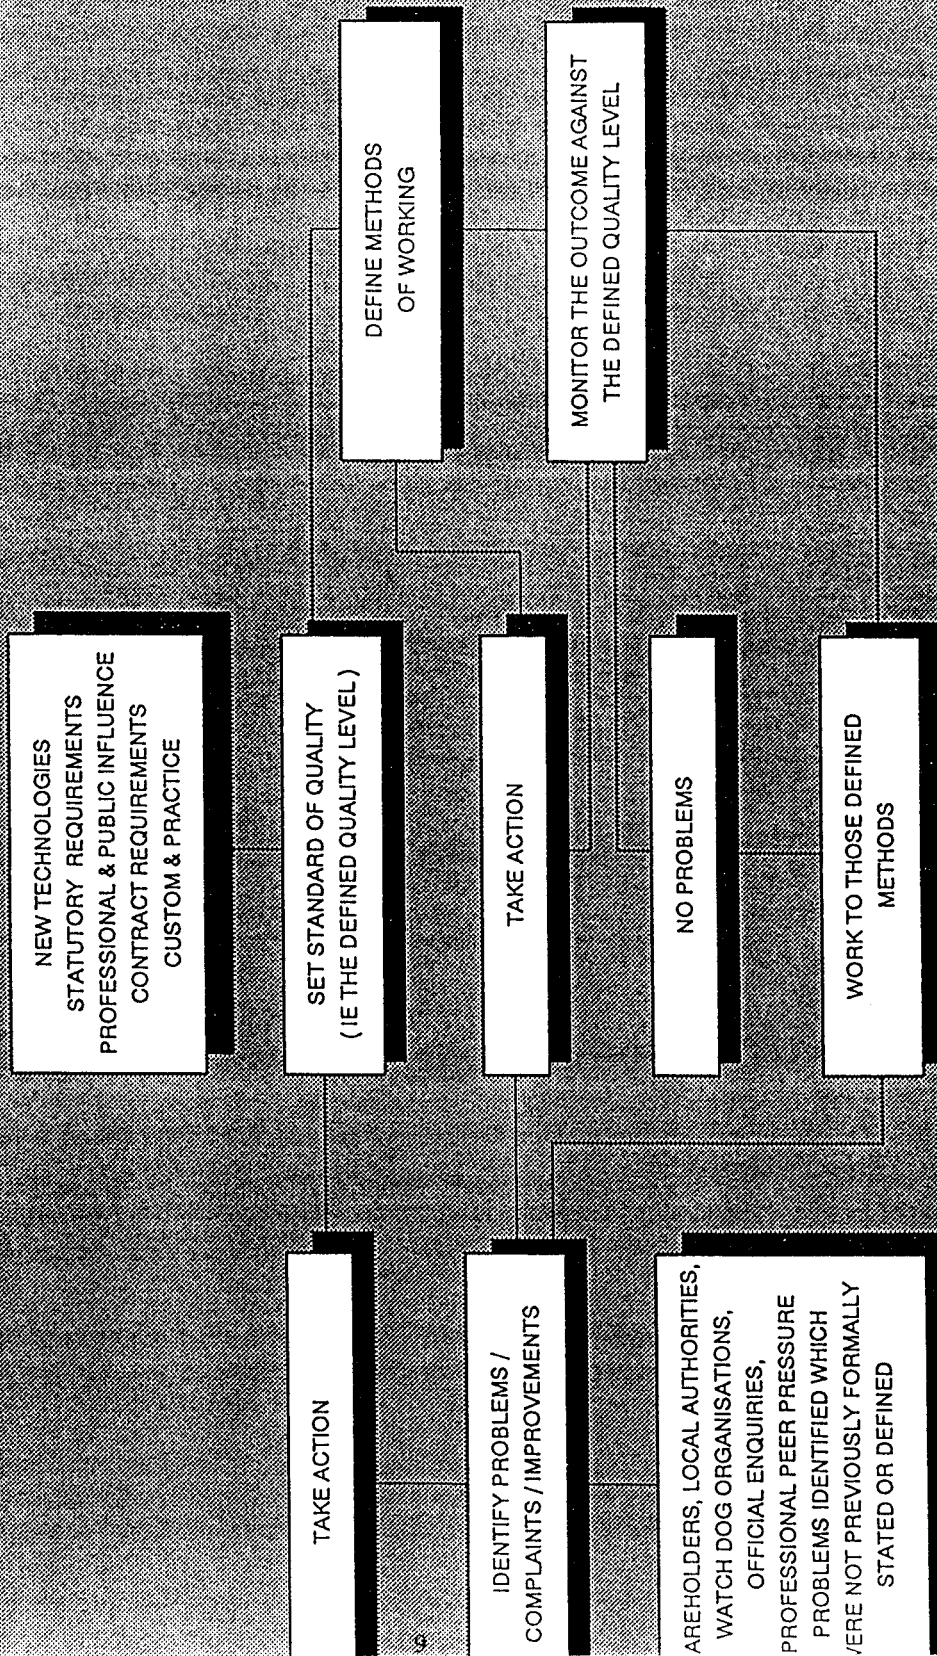 NEW TECHNOLOGIES
STATUTORY REQUIREMENTS
PROFESSIONAL & PUBLIC INFLUENCE
CONTRACT REQUIREMENTS
CUSTOM & PRACTICE
TAKE ACTION
SET STANDARD OF QUALITY
(IE THE DEFINED QUALITY LEVEL)
DEFINE METHODS
OF WORKING
IDENTIFY PROBLEMS /
COMPLAINTS / IMPROVEMENTS
TAKE ACTION
MONITOR THE OUTCOME AGAINST
THE DEFINED QUALITY LEVEL
AREHOLDERS, LOCAL AUTHORITIES,
WATCH DOG ORGANISATIONS,
OFFICIAL ENQUIRIES,
PROFESSIONAL PEER PRESSURE
PROBLEMS IDENTIFIED WHICH
NOT PREVIOUSLY FORMALLY
STATED OR DEFINED
NO PROBLEMS
WORK TO THOSE DEFINED
METHODS
9